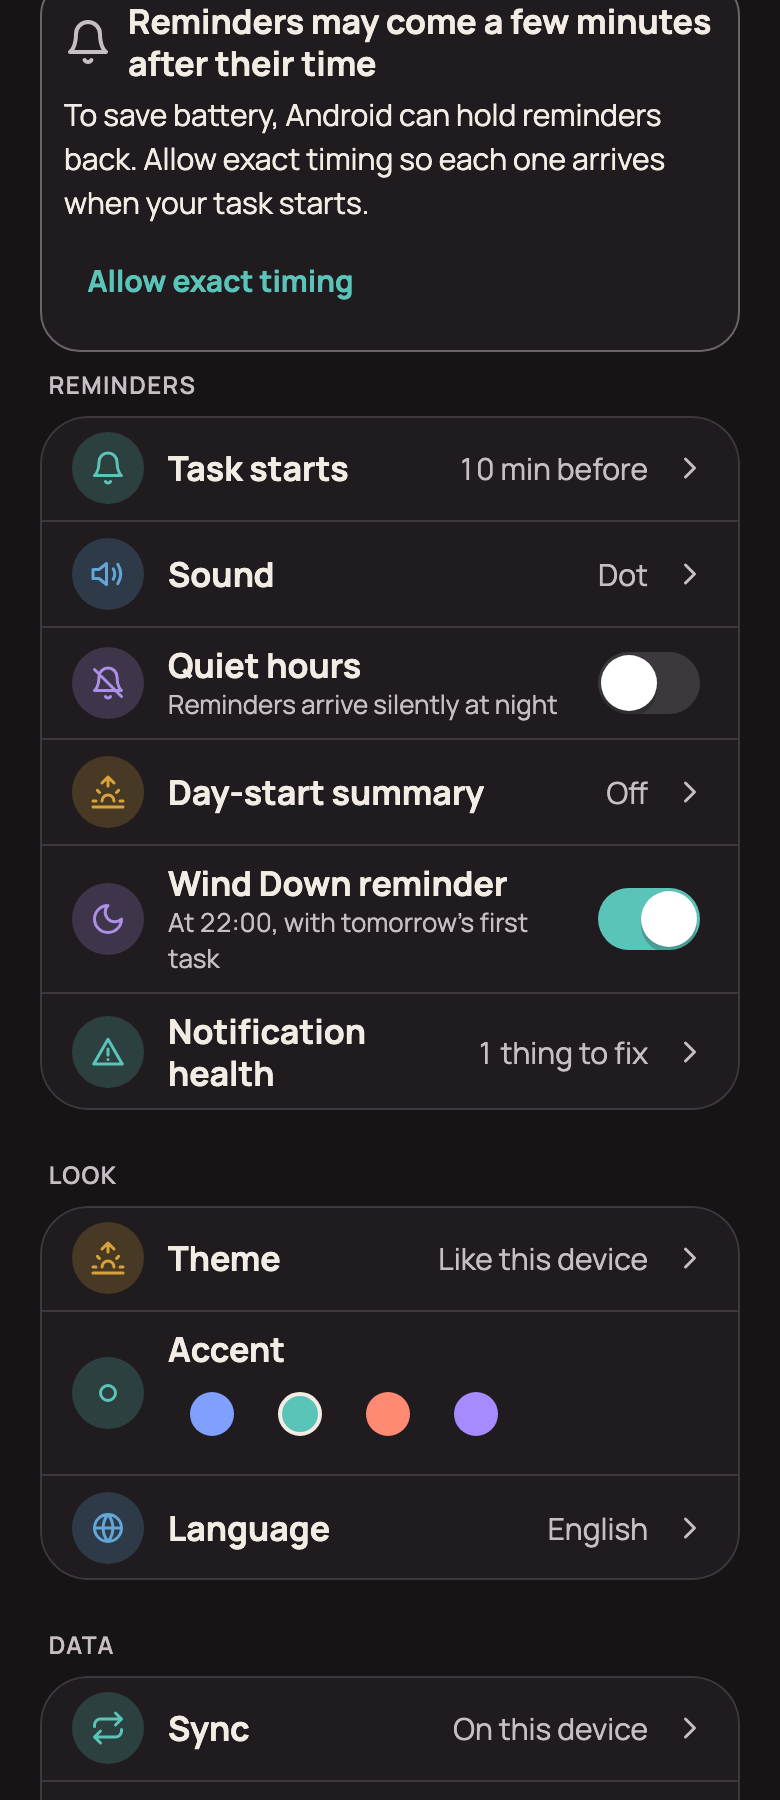 Reminders may come a few minutes
after their time
To save battery, Android can hold reminders
back. Allow exact timing so each one arrives
when your task starts.
Allow exact timing
REMINDERS
Task starts 10 min before
Sound Dot
Quiet hours
Reminders arrive silently at night
Day-start summary Off
Wind Down reminder
At 22:00, with tomorrow's first
task
Notification
health
1 thing to fix
LOOK
Theme Like this device
Accent
Language English
DATA
Sync On this device